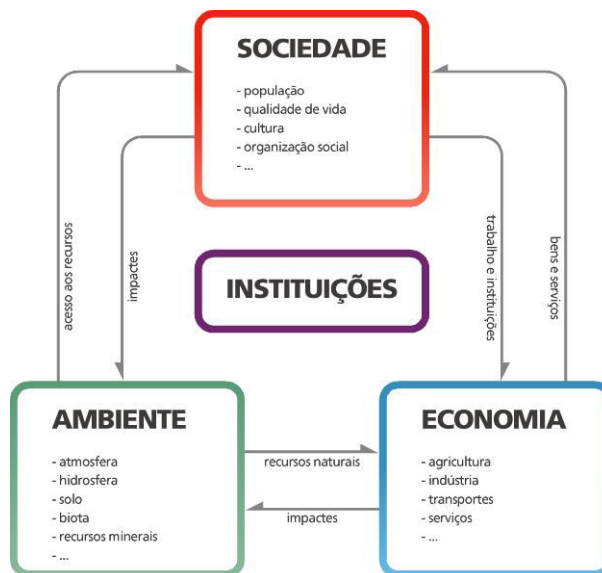 SOCIEDADE
- população
- qualidade de vida
- cultura
- organização social
- ...
acesso aos recursos
impactes
trabalho e instituições
bens e serviços
INSTITUIÇÕES
AMBIENTE
- atmosfera
- hidrosfera
- solo
- biota
- recursos minerais
- ...
recursos naturais
impactes
ECONOMIA
- agricultura
- indústria
- transportes
- serviços
- ...